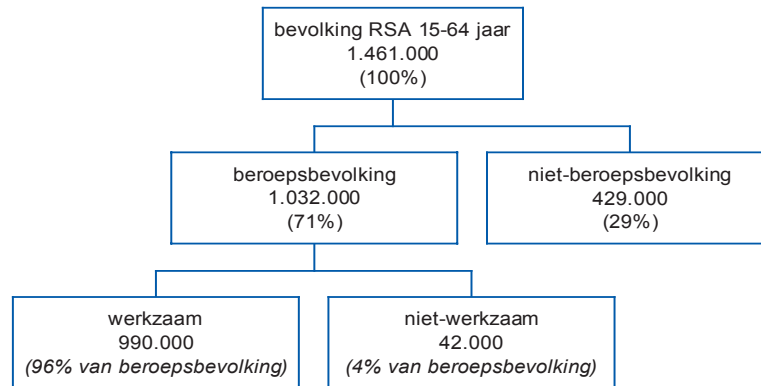 bevolking RSA 15-64 jaar
1.461.000
(100%)
beroepsbevolking
1.032.000
(71%)
niet-beroepsbevolking
429.000
(29%)
werkzaam
990.000
(96% van beroepsbevolking)
niet-werkzaam
42.000
(4% van beroepsbevolking)